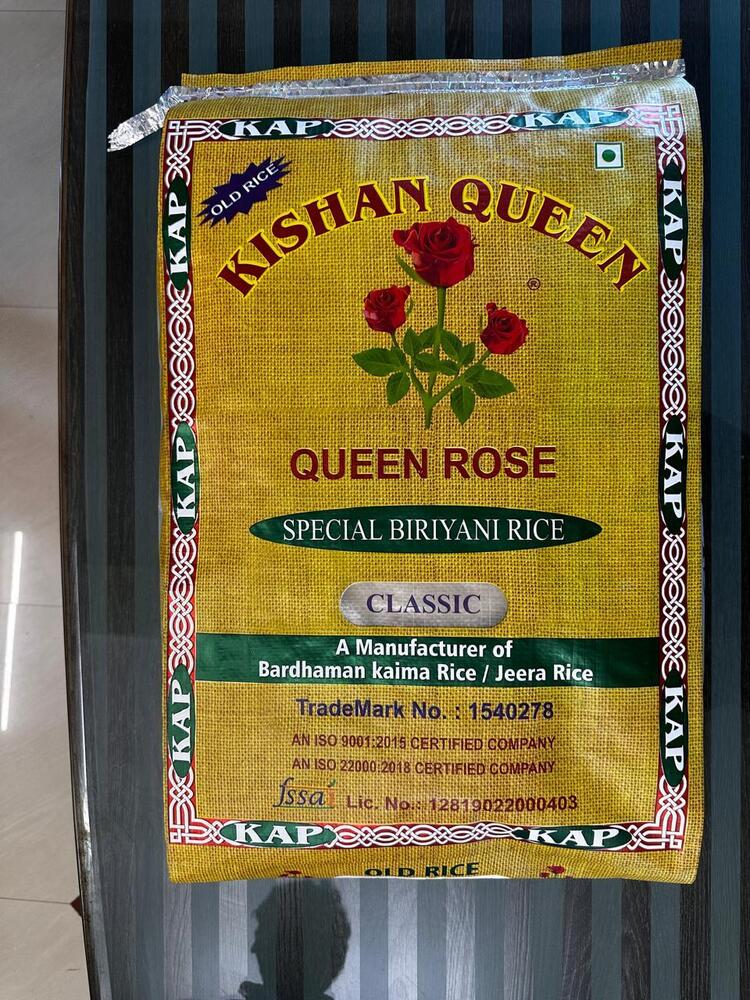 KAP KAP
OLD RICE
KISHAN QUEEN
®
KAP KAP
QUEEN ROSE
KAP KAP
SPECIAL BIRIYANI RICE
CLASSIC
A Manufacturer of
Bardhaman kaima Rice / Jeera Rice
KAP KAP
TradeMark No. : 1540278
AN ISO 9001:2015 CERTIFIED COMPANY
AN ISO 22000:2018 CERTIFIED COMPANY
fssai Lic. No.: 12819022000403
KAP KAP
OLD RICE